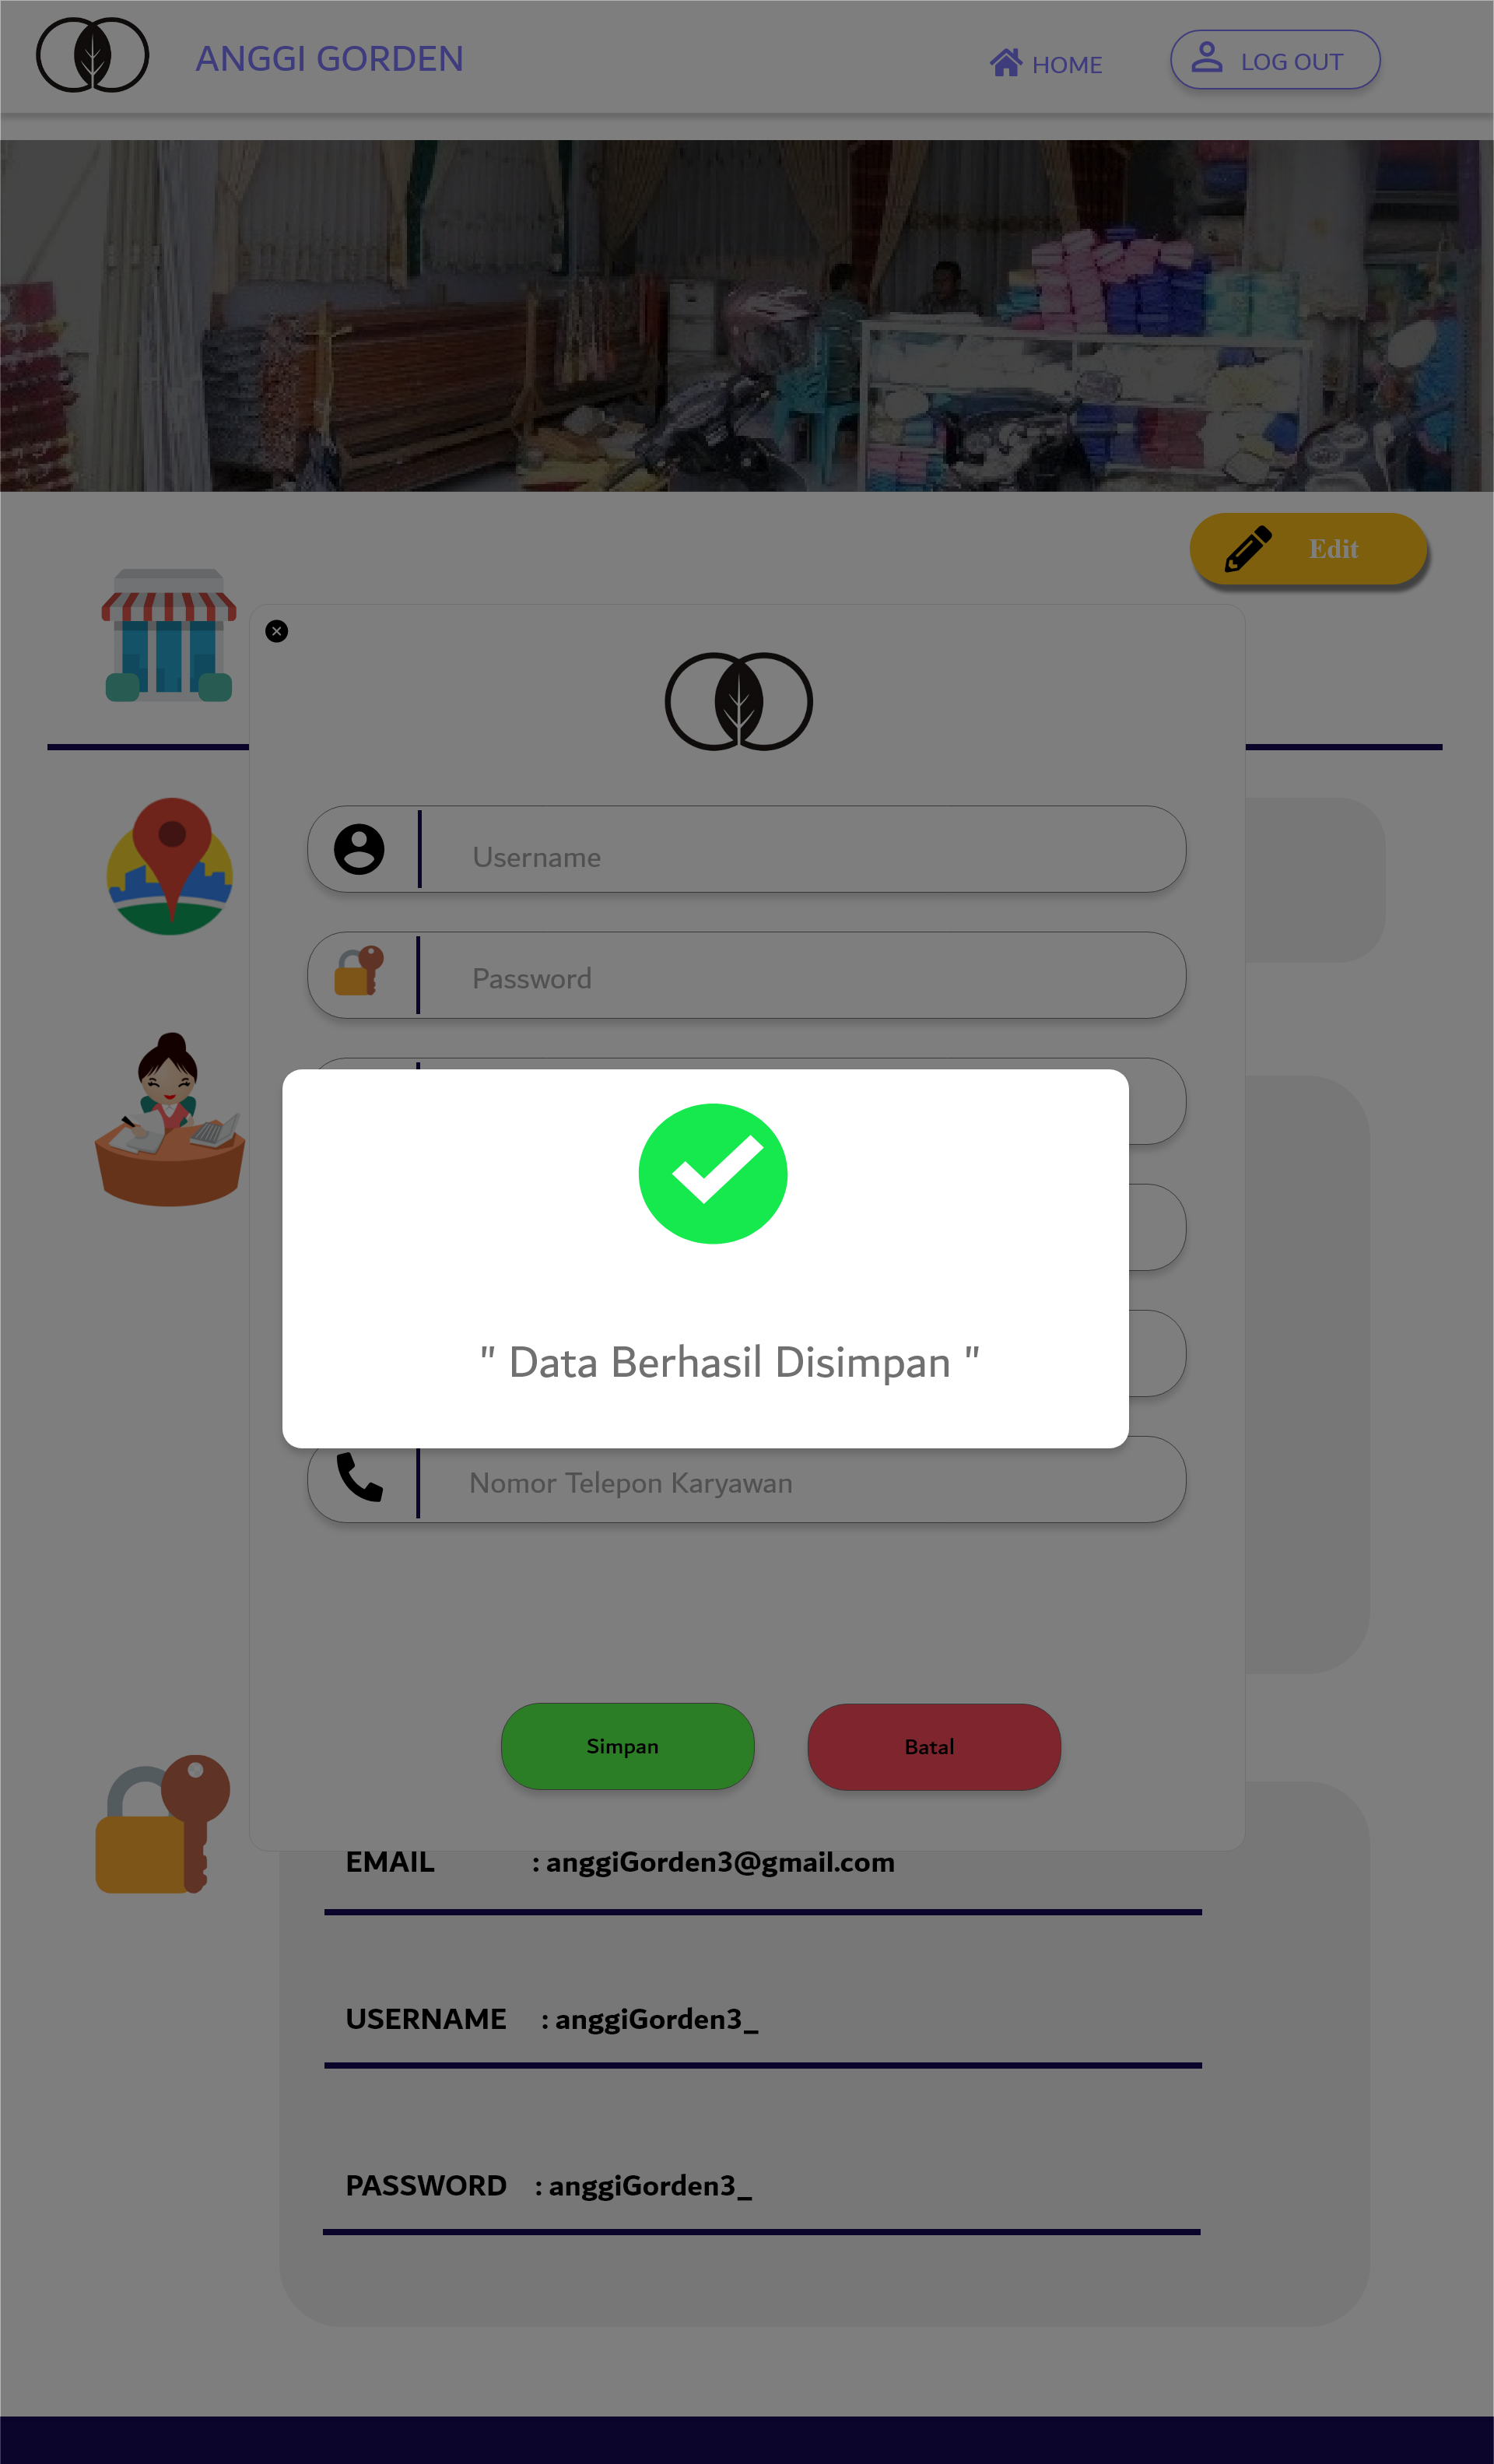 ANGGI GORDEN
HOME
LOG OUT
Edit
Username
Password
" Data Berhasil Disimpan "
Nomor Telepon Karyawan
Simpan
Batal
EMAIL : anggiGorden3@gmail.com
USERNAME : anggiGorden3_
PASSWORD : anggiGorden3_